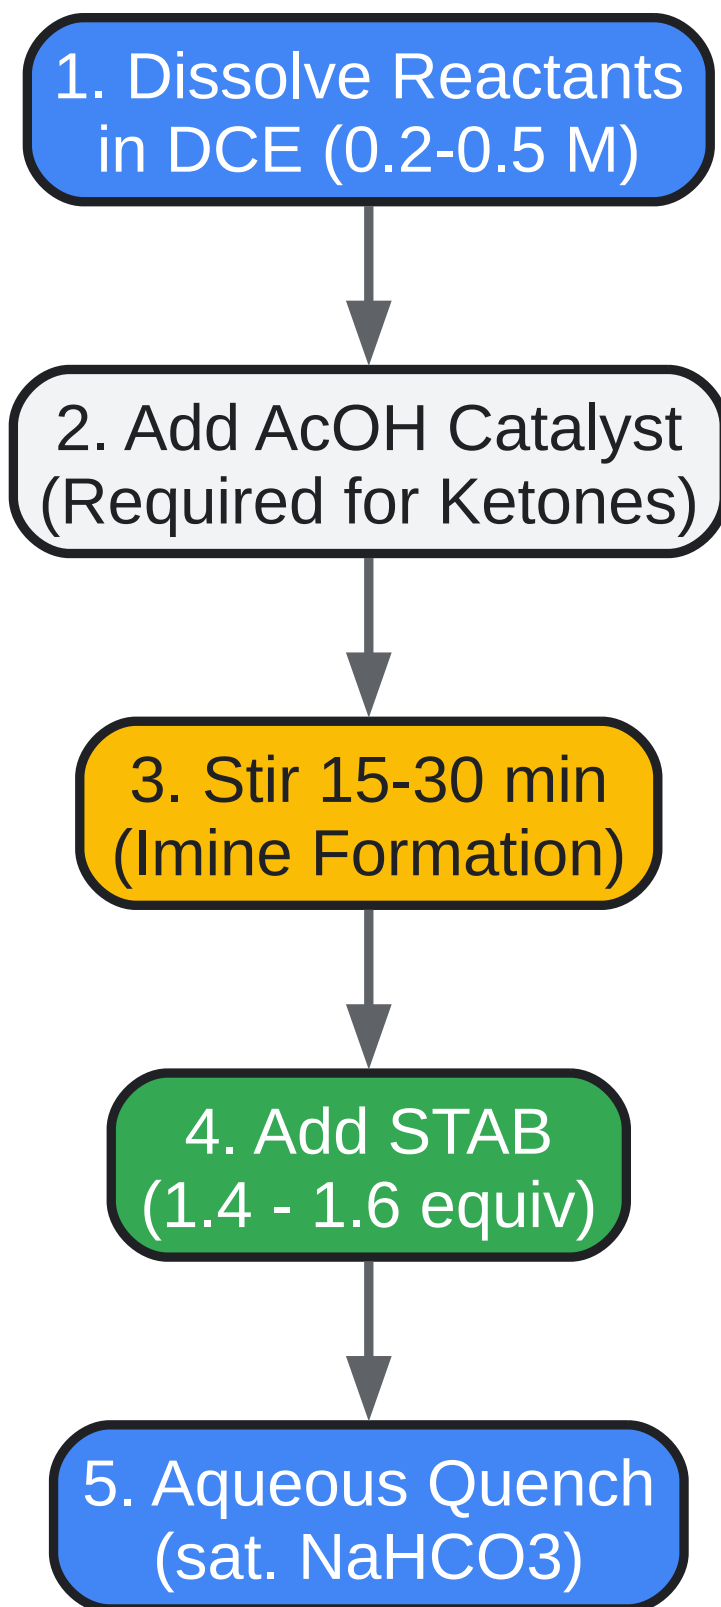 1. Dissolve Reactants
in DCE (0.2-0.5 M)
2. Add AcOH Catalyst
(Required for Ketones)
3. Stir 15-30 min
(Imine Formation)
4. Add STAB
(1.4 - 1.6 equiv)
5. Aqueous Quench
(sat. NaHCO3)